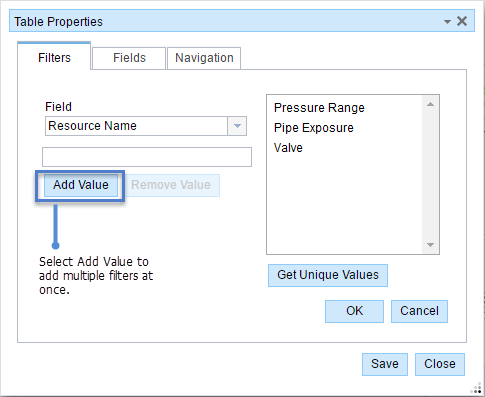 Table Properties
Filters
Fields
Navigation
Field
Resource Name
Add Value
Remove Value
Select Add Value to
add multiple filters at
once.
Pressure Range
Pipe Exposure
Valve
Get Unique Values
OK
Cancel
Save
Close